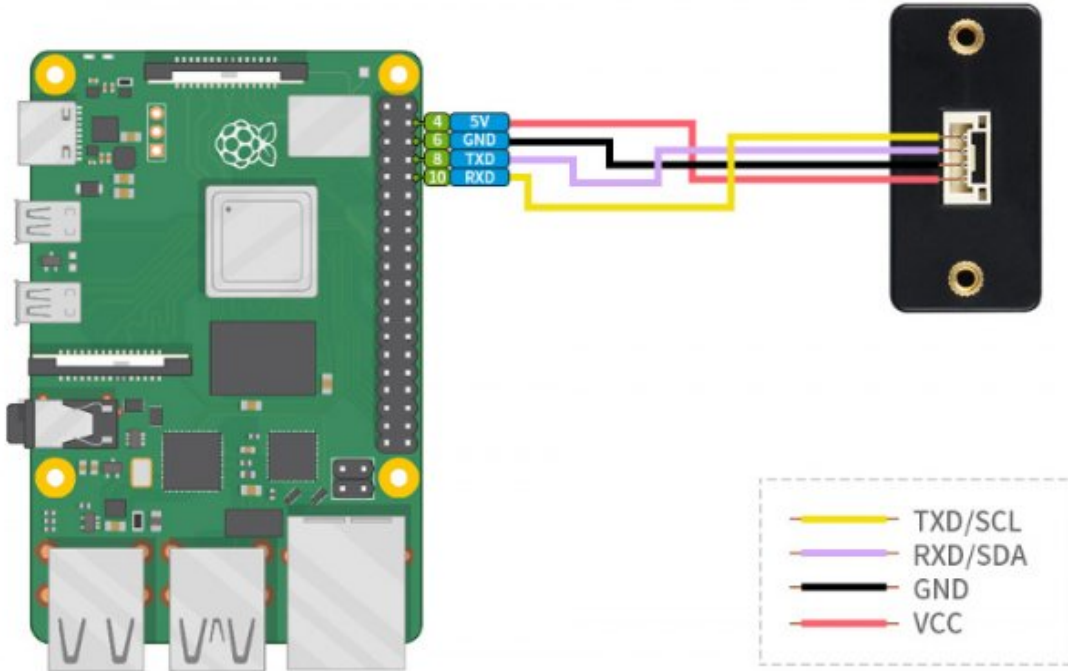 4 5V
6 GND
8 TXD
10 RXD
TXD/SCL
RXD/SDA
GND
VCC